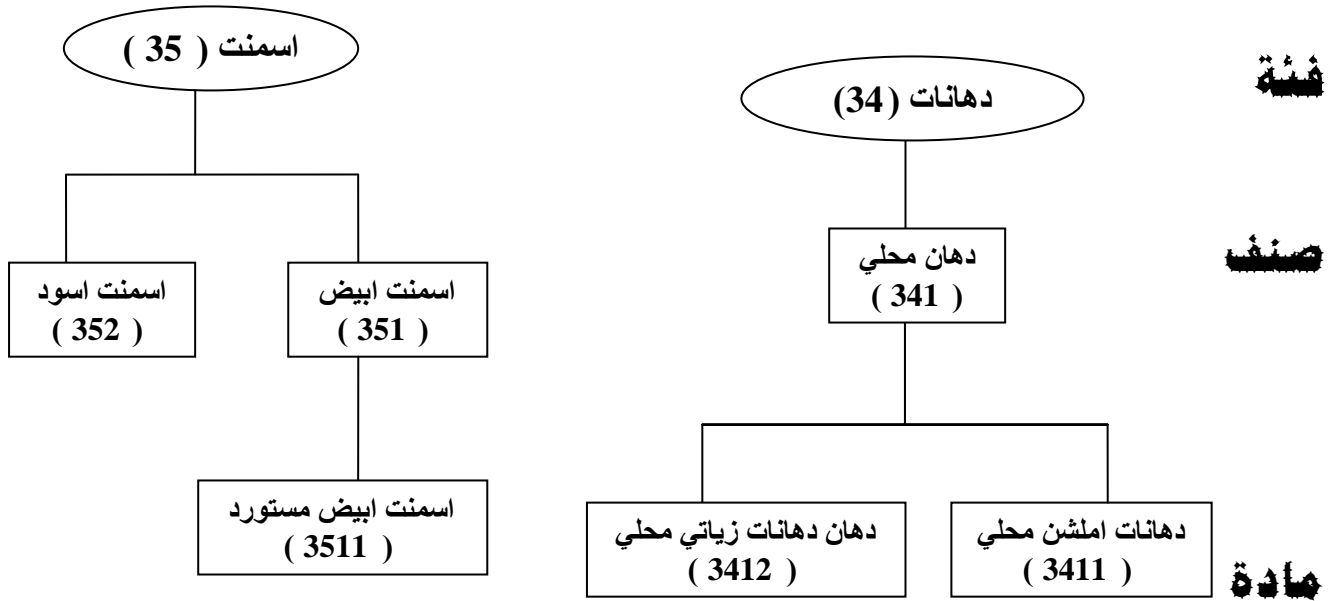 فئة
دهانات (34)
اسمنت ( 35 )
صنف
دهان محلي
( 341 )
اسمنت ابيض
( 351 )
اسمنت اسود
( 352 )
مادة
دهانات املشن محلي
( 3411 )
دهان دهانات زياتي محلي
( 3412 )
اسمنت ابيض مستورد
( 3511 )